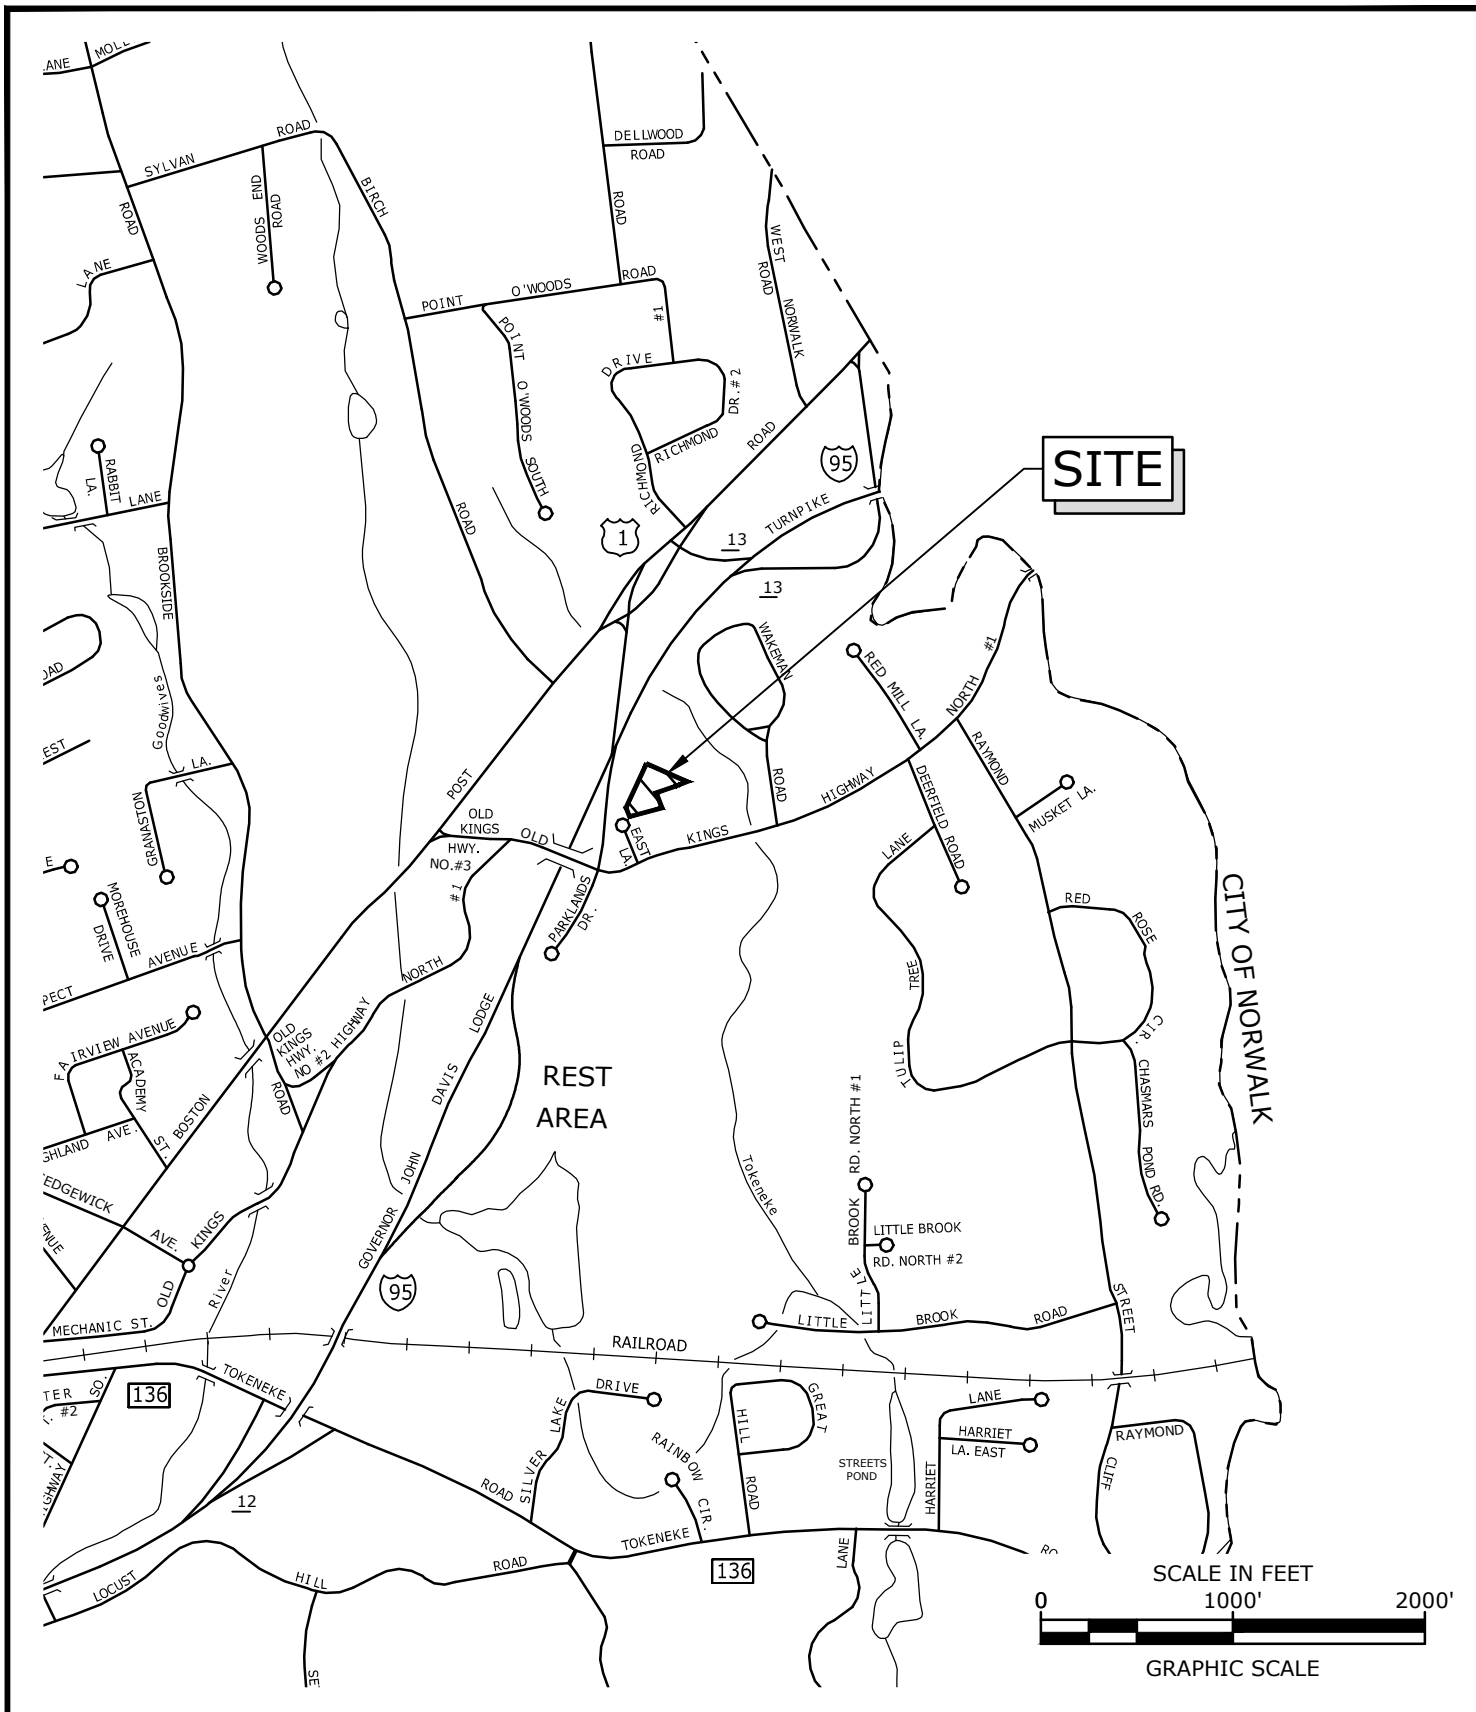 LANE
SYLVAN
ROAD
WOODS END
ROAD
BIRCH
ROAD
DELLWOOD
ROAD
ROAD
LANE
POINT
O'WOODS
ROAD
#1
POINT O'WOODS SOUTH
WEST
ROAD
NORWALK
DRIVE
DR.#2
RICHMOND
RICHMOND
ROAD
95
SITE
RABBIT
LA.
LANE
ROAD
TURNPIKE
1
13
13
BROOKSIDE
Goodwives
WAKEMAN
ROAD
RED MILL LA.
NORTH
#1
RAYMOND
MUSKET LA.
LA.
GRANASTON
POST
OLD
KINGS
HWY.
NO.#3
OLD
EAST
LA.
KINGS
HIGHWAY
DEERFIELD ROAD
LANE
E
MOREHOUSE
DRIVE
AVENUE
#1
PARKLANDS
DR.
RED
ROSE
CIR.
CITY OF NORWALK
TREE
TULIP
NORTH
LODGE
FAIRVIEW AVENUE
ACADEMY
ST.
OLD
KINGS
HWY.
NO #2
HIGHWAY
DAVIS
REST
AREA
BOSTON
ROAD
AVE.
CHASMARS POND RD.
BROOK RD. NORTH #1
LITTLE BROOK
RD. NORTH #2
LITTLE
Tokeneke
JOHN
GOVERNOR
AVE.
KINGS
OLD
River
95
MECHANIC ST.
LITTLE
BROOK
ROAD
STREET
RAILROAD
TOKENEKE
136
SO.
#2
DRIVE
LAKE
SILVER
RAINBOW CIR.
HILL
ROAD
GREAT
LANE
HARRIET
LA. EAST
HARRIET
RAYMOND
CLIFF
STREETS
POND
12
ROAD
TOKENEKE
136
LANE
LOCUST
HILL
ROAD
SCALE IN FEET
0 1000' 2000'
GRAPHIC SCALE